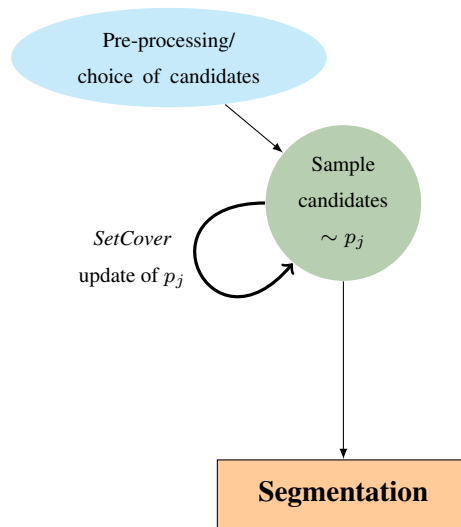 Pre-processing/
choice of candidates
Sample
candidates
∼ p_j
SetCover
update of p_j
Segmentation